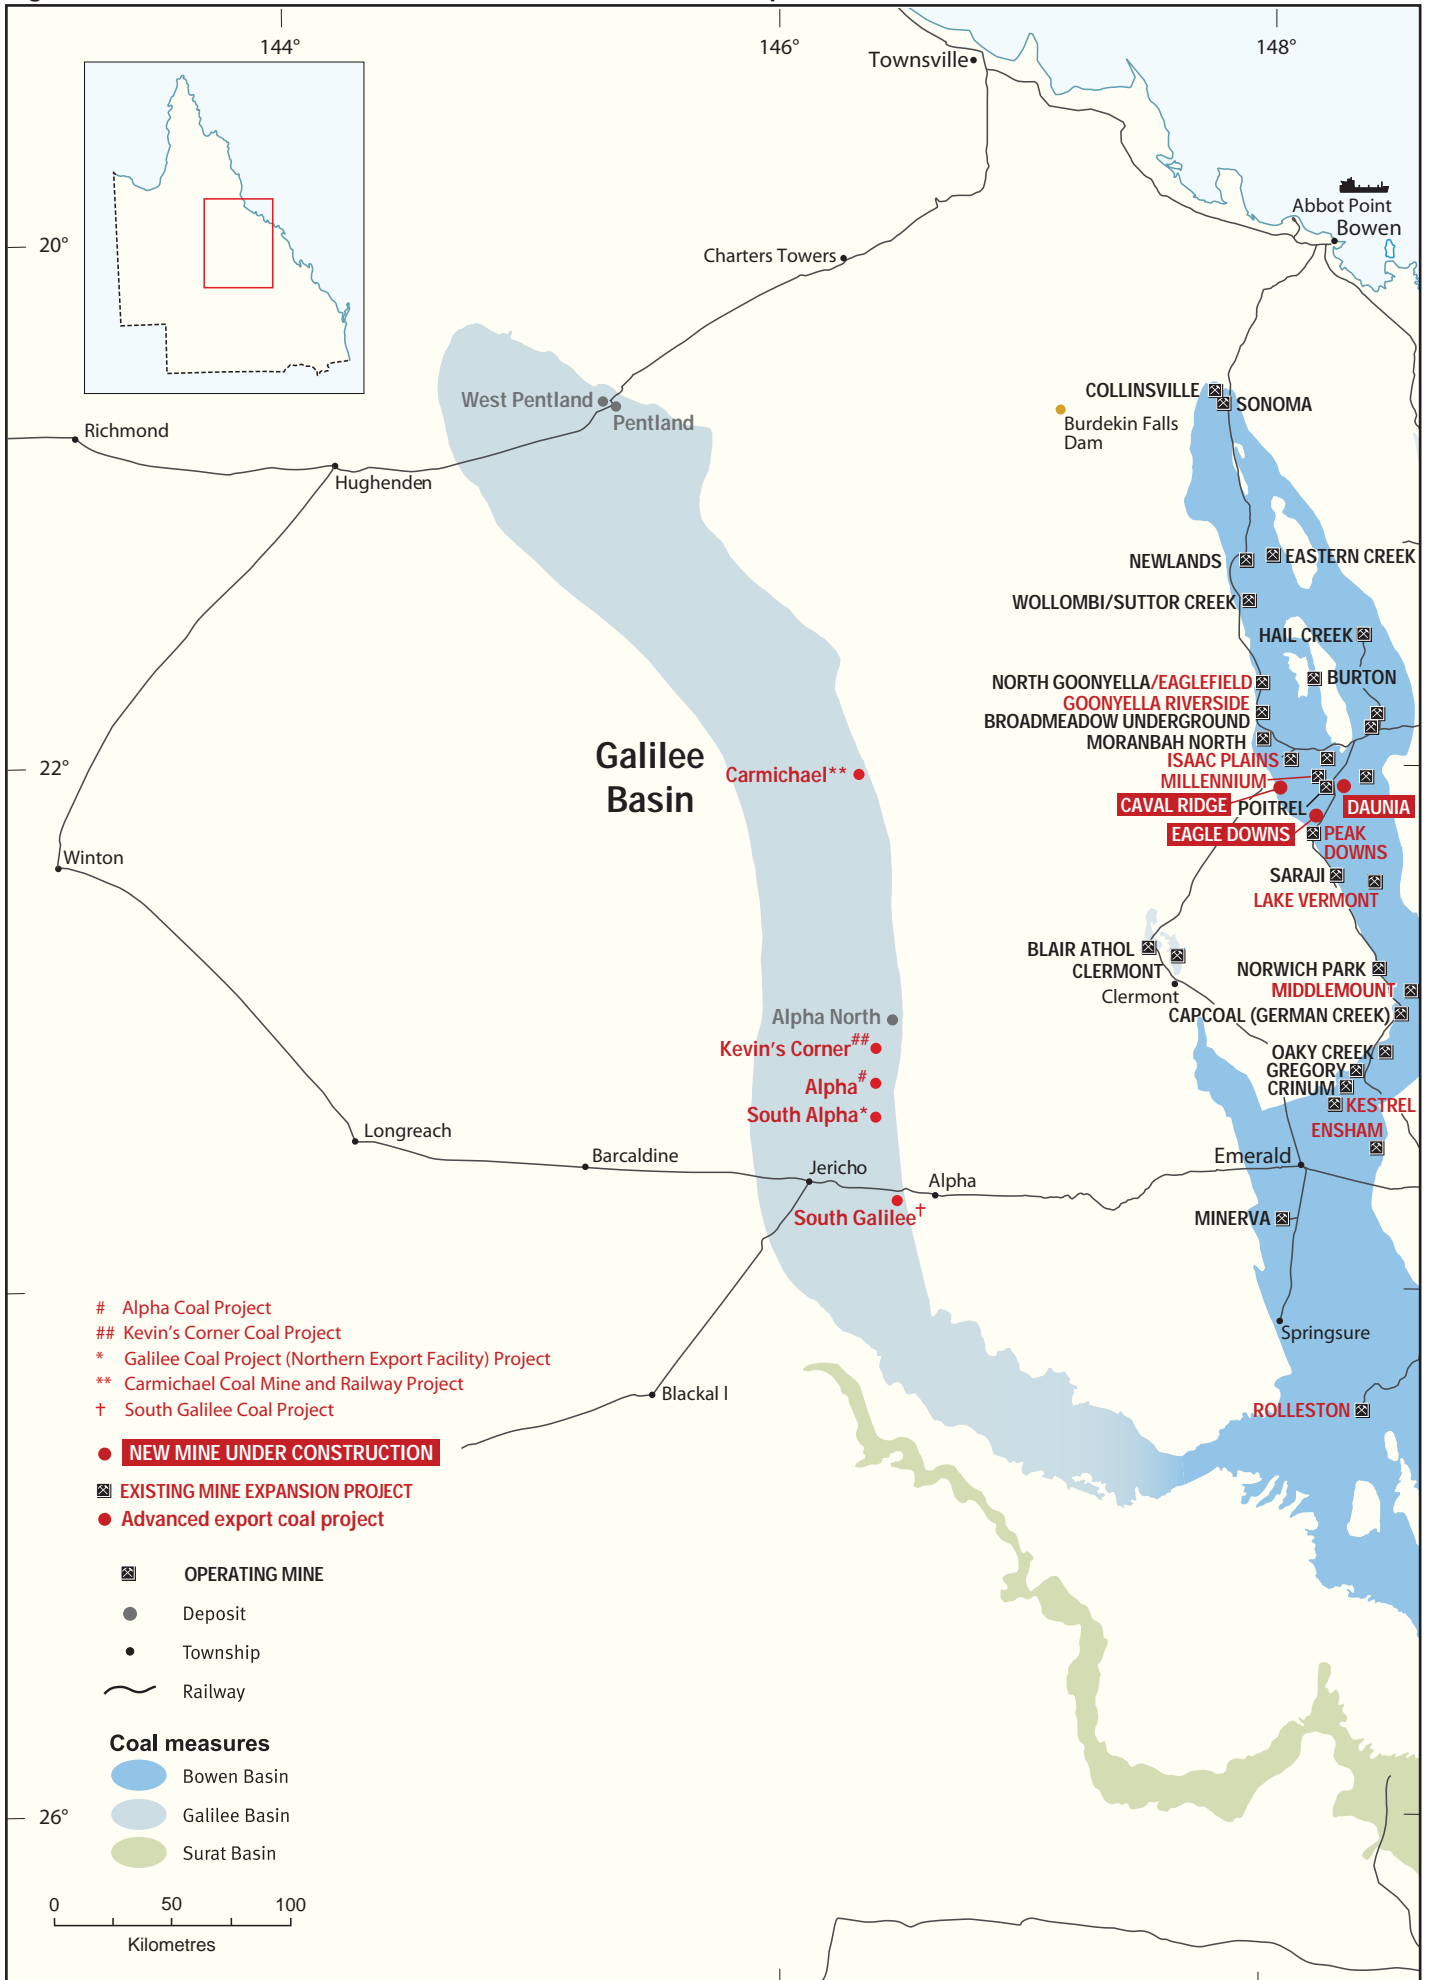 144°
146°
148°
Townsville
Abbot Point
Bowen
20°
Charters Towers
COLLINSVILLE
SONOMA
West Pentland
Pentland
Burdekin Falls
Dam
Richmond
Hughenden
NEWLANDS
EASTERN CREEK
WOLLOMBI/SUTTOR CREEK
HAIL CREEK
BURTON
NORTH GOONYELLA/EAGLEFIELD
GOONYELLA RIVERSIDE
BROADMEADOW UNDERGROUND
MORANBAH NORTH
Galilee
Basin
22°
Carmichael**
ISAAC PLAINS
MILLENNIUM
CAVAL RIDGE
POITREL
DAUNIA
EAGLE DOWNS
PEAK
DOWNS
Winton
SARAJI
LAKE VERMONT
BLAIR ATHOL
CLERMONT
Clermont
NORWICH PARK
MIDDLEMOUNT
CAPCOAL (GERMAN CREEK)
Alpha North
Kevin's Corner##
Alpha#
South Alpha*
OAKY CREEK
GREGORY
CRINUM
KESTREL
ENSHAM
Longreach
Barcaldine
Jericho
Alpha
Emerald
South Galilee†
MINERVA
Springsure
Blackal l
ROLLESTON
# Alpha Coal Project
## Kevin's Corner Coal Project
* Galilee Coal Project (Northern Export Facility) Project
** Carmichael Coal Mine and Railway Project
† South Galilee Coal Project
NEW MINE UNDER CONSTRUCTION
EXISTING MINE EXPANSION PROJECT
Advanced export coal project
OPERATING MINE
Deposit
Township
Railway
Coal measures
Bowen Basin
Galilee Basin
Surat Basin
26°
0 50 100
Kilometres